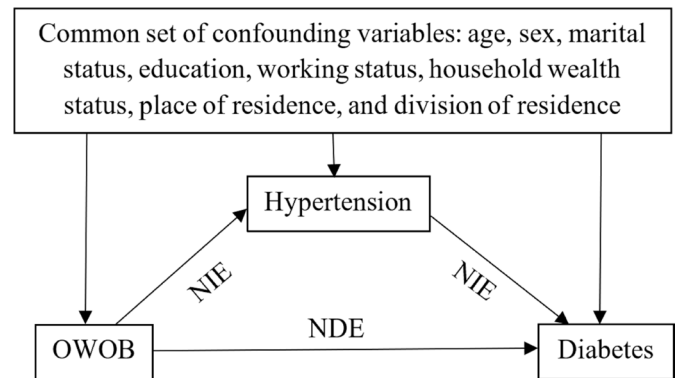 Common set of confounding variables: age, sex, marital
status, education, working status, household wealth
status, place of residence, and division of residence
Hypertension
NIE
NIE
NDE
OWOB
Diabetes